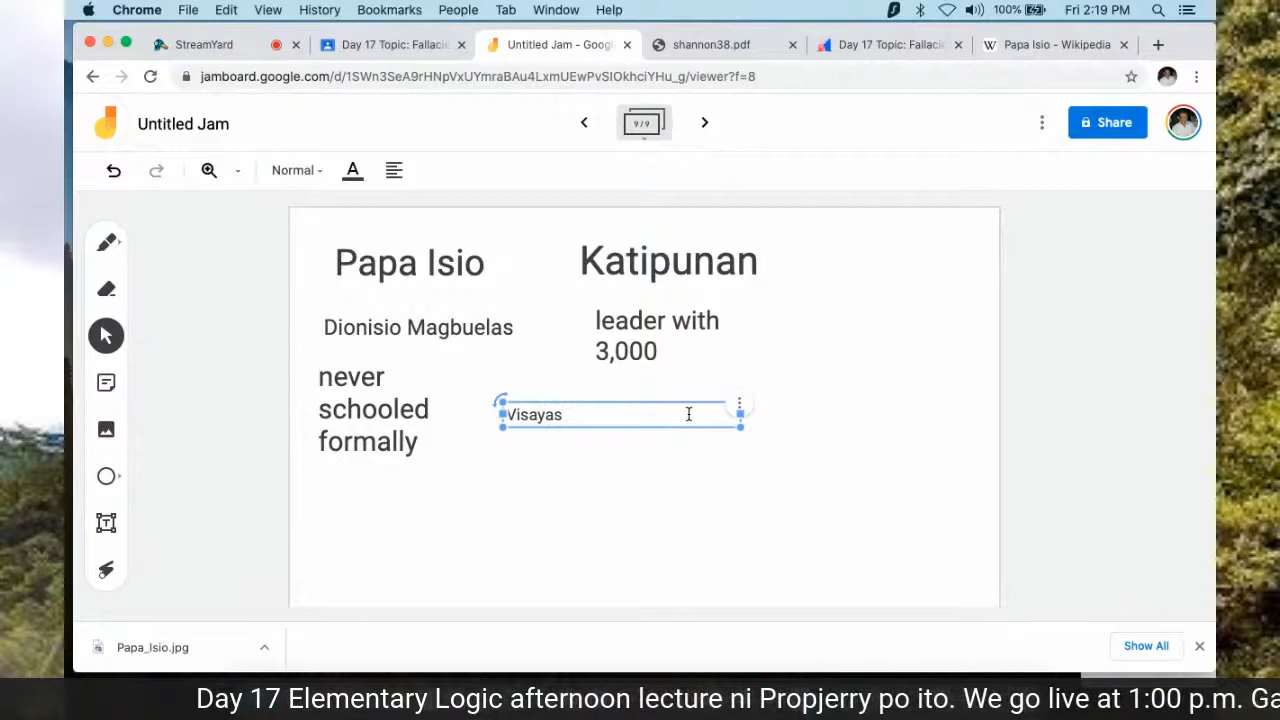 Chrome File Edit View History Bookmarks People Tab Window Help 100% Fri 2:19 PM
StreamYard Day 17 Topic: Fallacie Untitled Jam - Googl shannon38.pdf Day 17 Topic: Fallaci Papa Isio - Wikipedia
jamboard.google.com/d/1SWn3SeA9rHNpVxUYmraBAu4LxmUEwPvSIOkhciYHu_g/viewer?f=8
Untitled Jam 9/9 Share
Normal
Papa Isio
Katipunan
Dionisio Magbuelas
leader with
3,000
never
schooled
formally
Visayas
Papa_Isio.jpg
Show All
Day 17 Elementary Logic afternoon lecture ni Propjerry po ito. We go live at 1:00 p.m. Ga